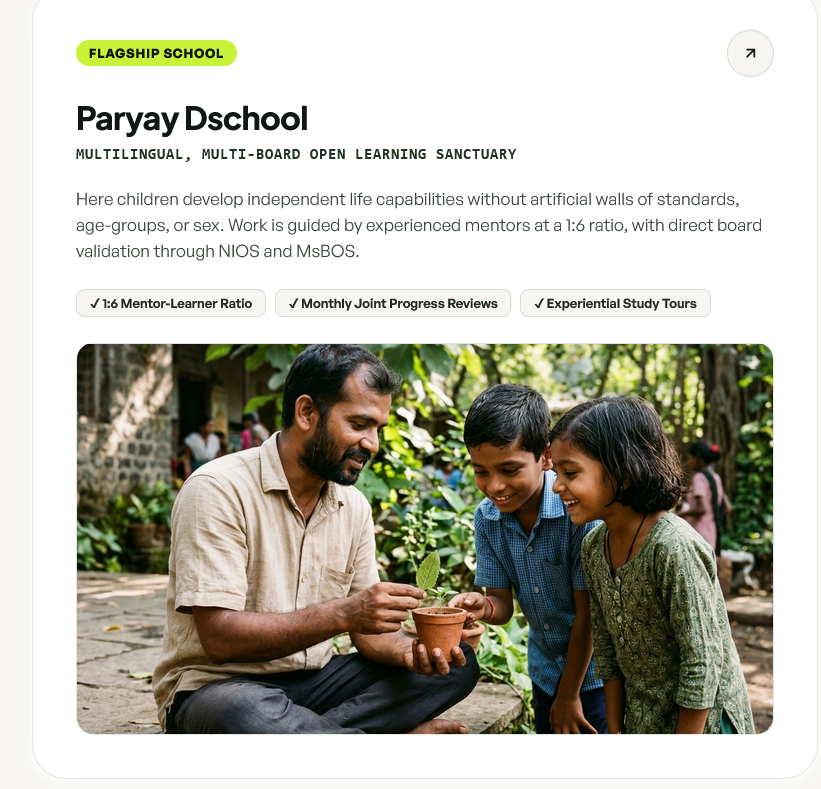 FLAGSHIP SCHOOL
Paryay Dschool
MULTILINGUAL, MULTI-BOARD OPEN LEARNING SANCTUARY
Here children develop independent life capabilities without artificial walls of standards,
age-groups, or sex. Work is guided by experienced mentors at a 1:6 ratio, with direct board
validation through NIOS and MsBOS.
✓ 1:6 Mentor-Learner Ratio
✓ Monthly Joint Progress Reviews
✓ Experiential Study Tours